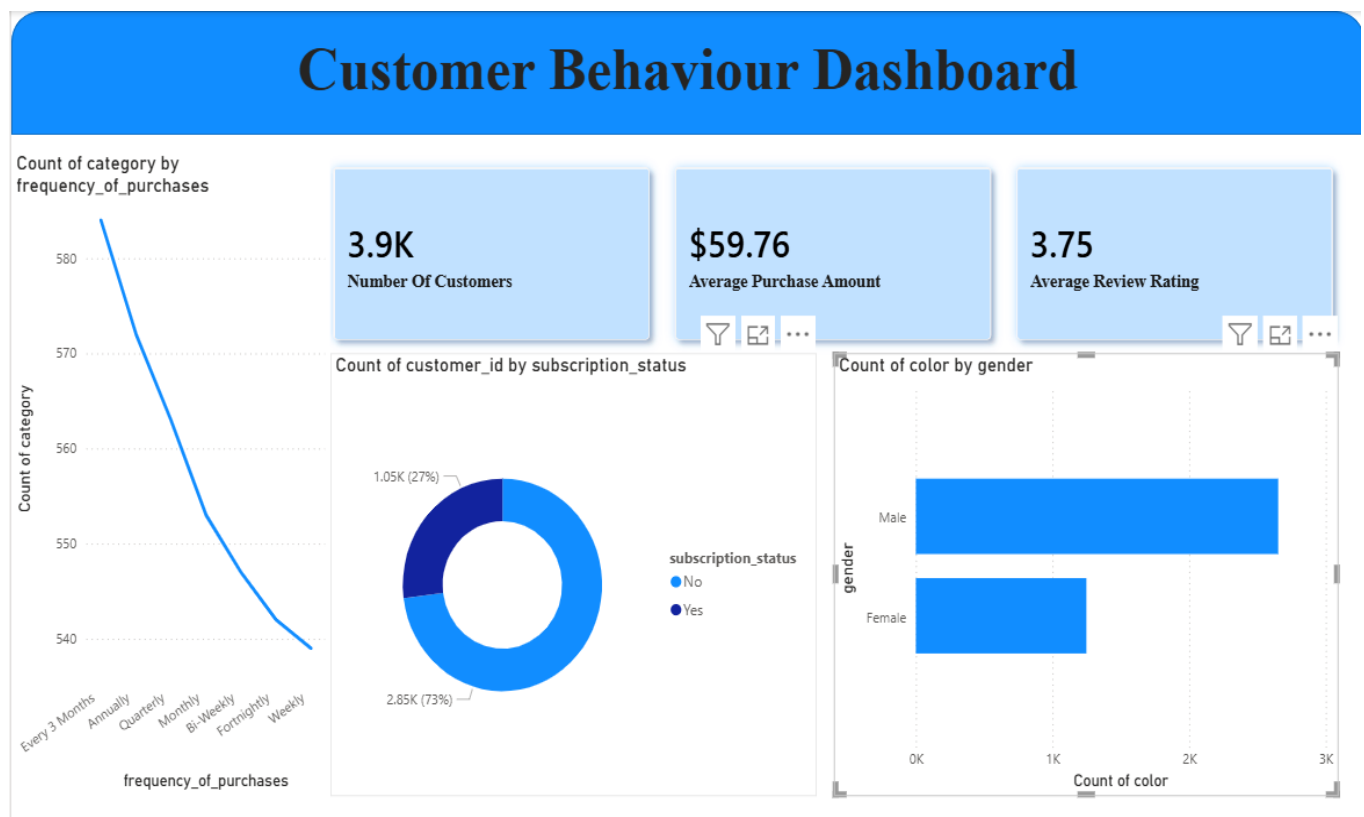 Customer Behaviour Dashboard
Count of category by
frequency_of_purchases
580
570
560
550
540
Count of category
Every 3 Months
Annually
Quarterly
Monthly
Bi-Weekly
Fortnightly
Weekly
frequency_of_purchases
3.9K
Number Of Customers
$59.76
Average Purchase Amount
3.75
Average Review Rating
Count of customer_id by subscription_status
1.05K (27%)
2.85K (73%)
subscription_status
No
Yes
Count of color by gender
gender
Male
Female
0K
1K
2K
3K
Count of color